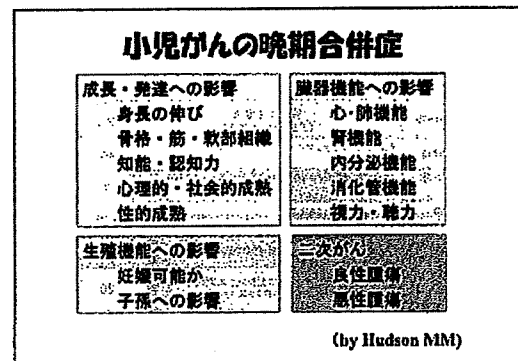 小児がんの晩期合併症
成長・発達への影響
身長の伸び
骨格・筋・軟部組織
知能・認知力
心理的・社会的成熟
性的成熟
臓器機能への影響
心・肺機能
腎機能
内分泌機能
消化管機能
視力・聴力
生殖機能への影響
妊娠可能か
子孫への影響
二次がん
良性腫瘍
悪性腫瘍
(by Hudson MM)